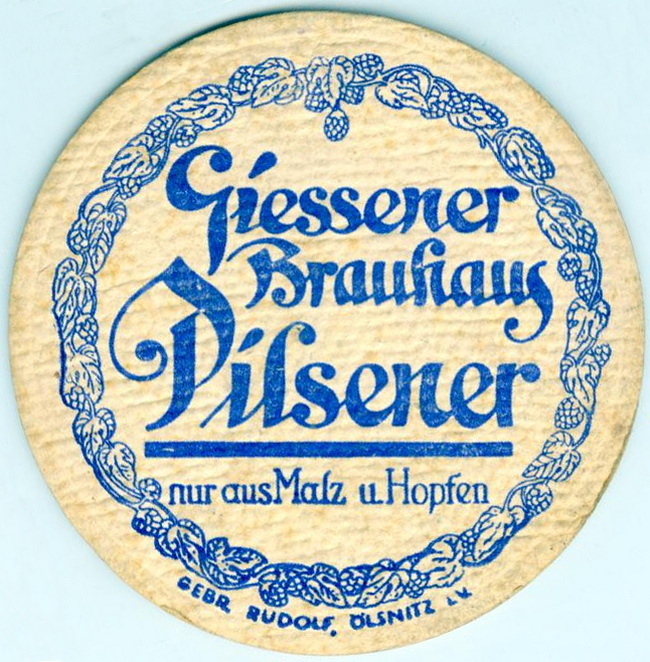 Giessener
Brauhaus
Pilsener
nur aus Malz u. Hopfen
GEBR. RUDOLF, ÖLSNITZ i.V.